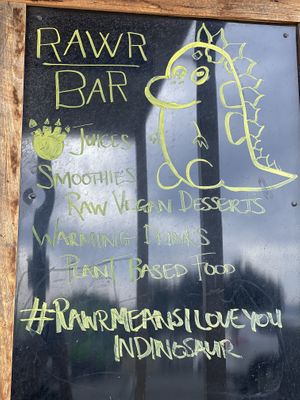 RAWR
BAR
JUICES
SMOOTHIES
RAW VEGAN DESSERTS
WARMING DRINKS
PLANT BASED FOOD
#RAWRMEANSILOVEYOU
INDINOSAUR